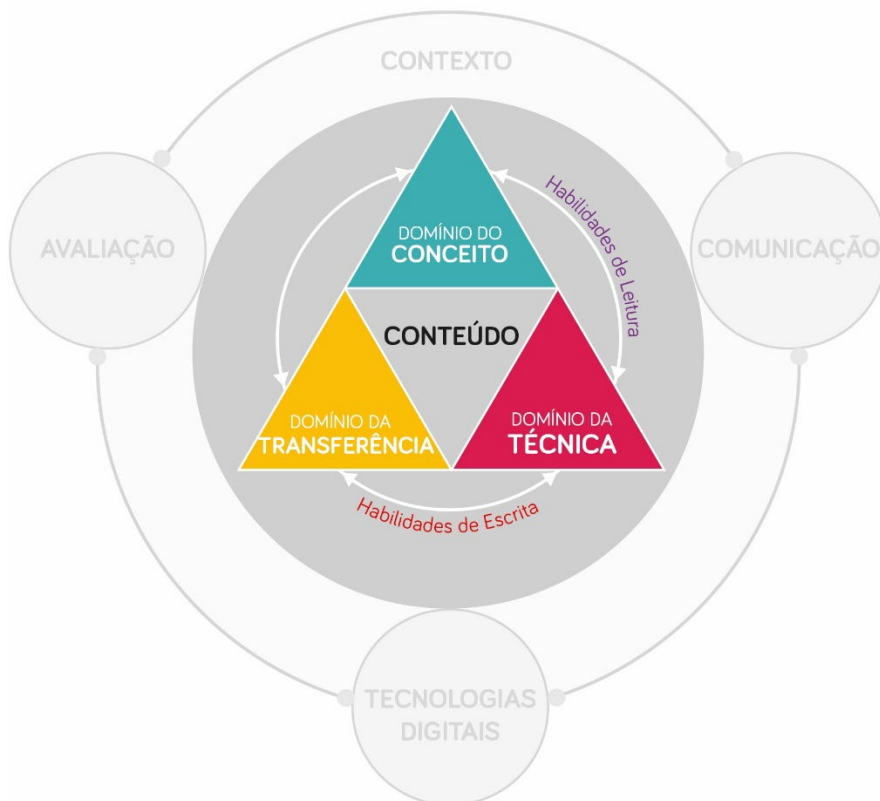 CONTEXTO
AVALIAÇÃO
COMUNICAÇÃO
Habilidades de Leitura
DOMÍNIO DO
CONCEITO
CONTEÚDO
DOMÍNIO DA
TRANSFERÊNCIA
DOMÍNIO DA
TÉCNICA
Habilidades de Escrita
TECNOLOGIAS
DIGITAIS